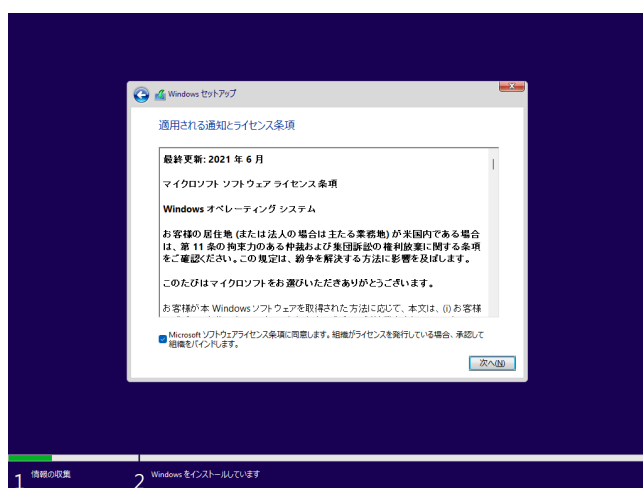 Windows セットアップ
適用される通知とライセンス条項
最終更新: 2021 年 6 月
マイクロソフト ソフトウェア ライセンス条項
Windows オペレーティング システム
お客様の居住地 (または法人の場合は主たる業務地) が米国内である場合
は、第 11 条の拘束力のある仲裁および集団訴訟の権利放棄に関する条項
をご確認ください。この規定は、紛争を解決する方法に影響を及ぼします。
このたびはマイクロソフトをお選びいただきありがとうございます。
お客様が本 Windows ソフトウェアを取得された方法に応じて、本文は、(i) お客様
Microsoft ソフトウェアライセンス条項に同意します。組織がライセンスを発行している場合、承認して
組織をバインドします。
次へ(N)
1 情報の収集
2 Windows をインストールしています